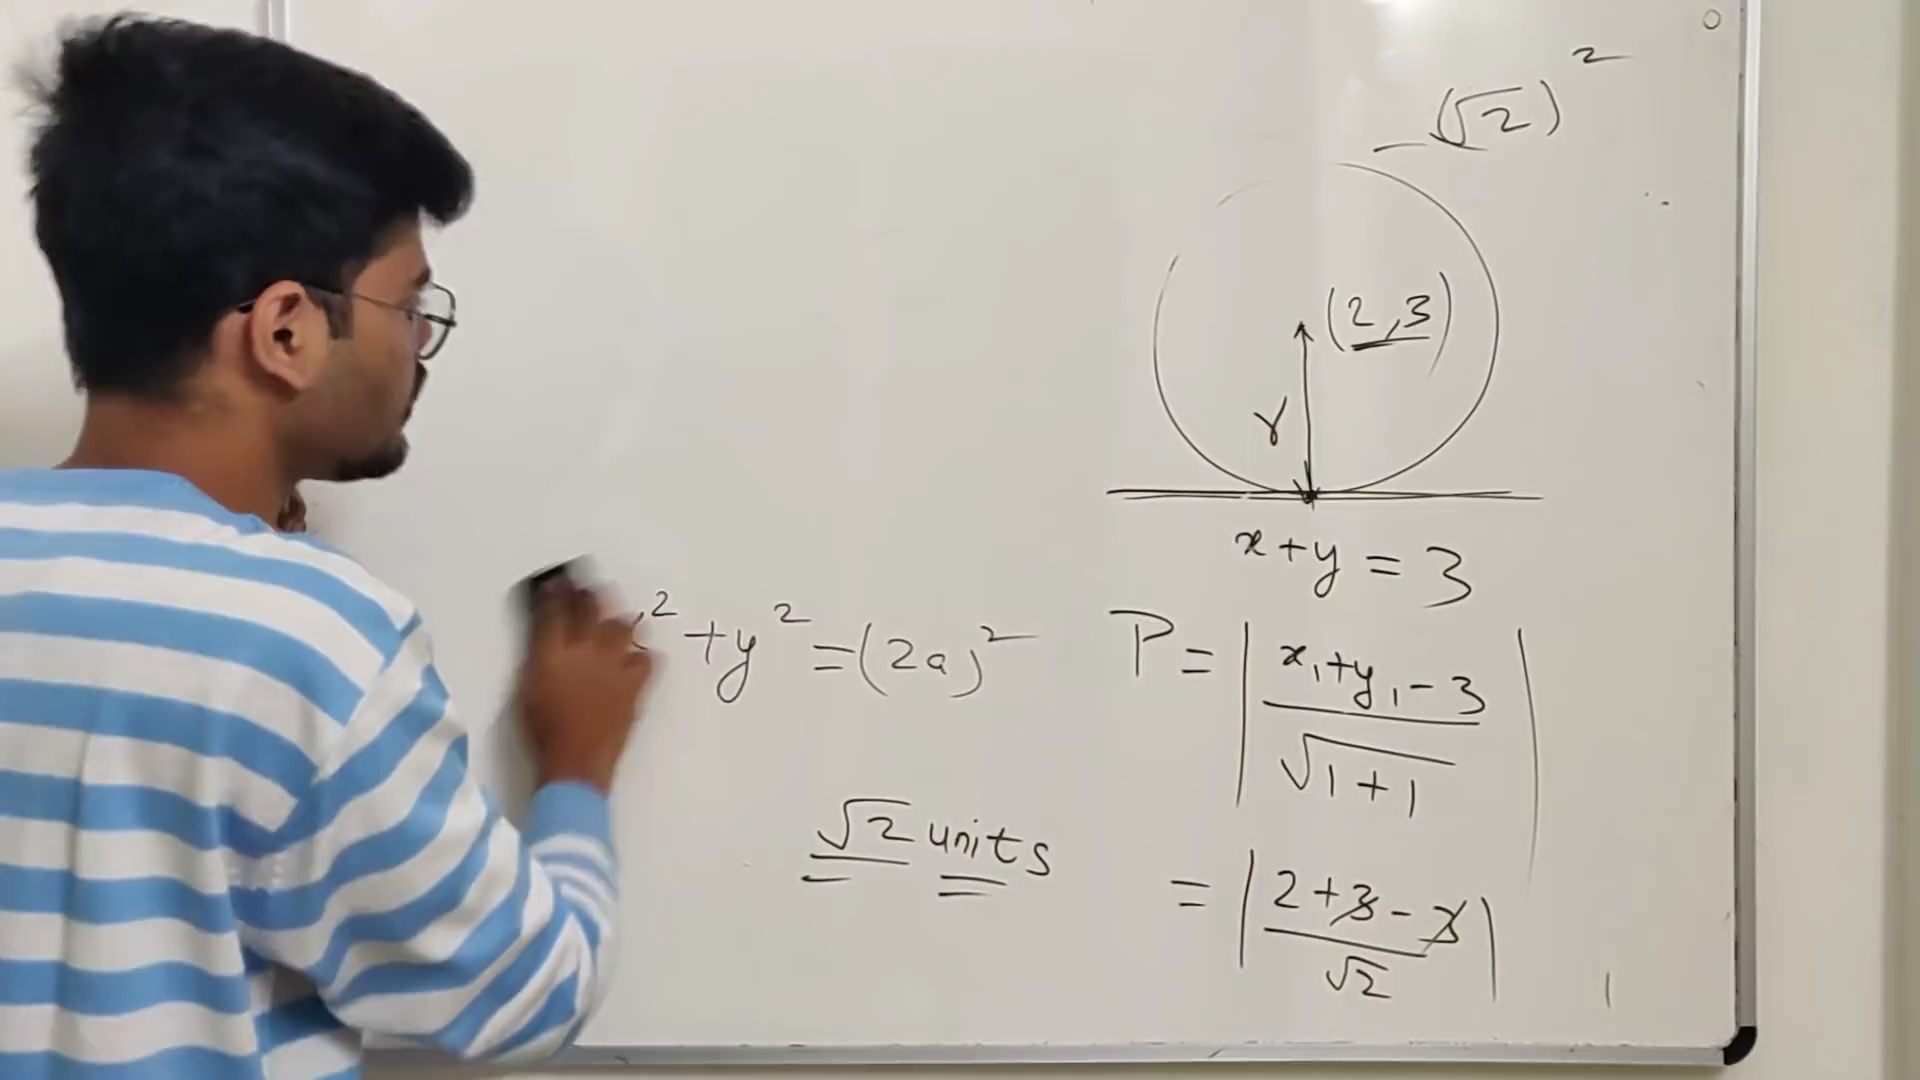 (√2)²
(2,3)
r
x+y=3
x²+y²=(2a)²
P=|x₁+y₁-3/√1+1|
√2 units
=|2+3-3/√2|